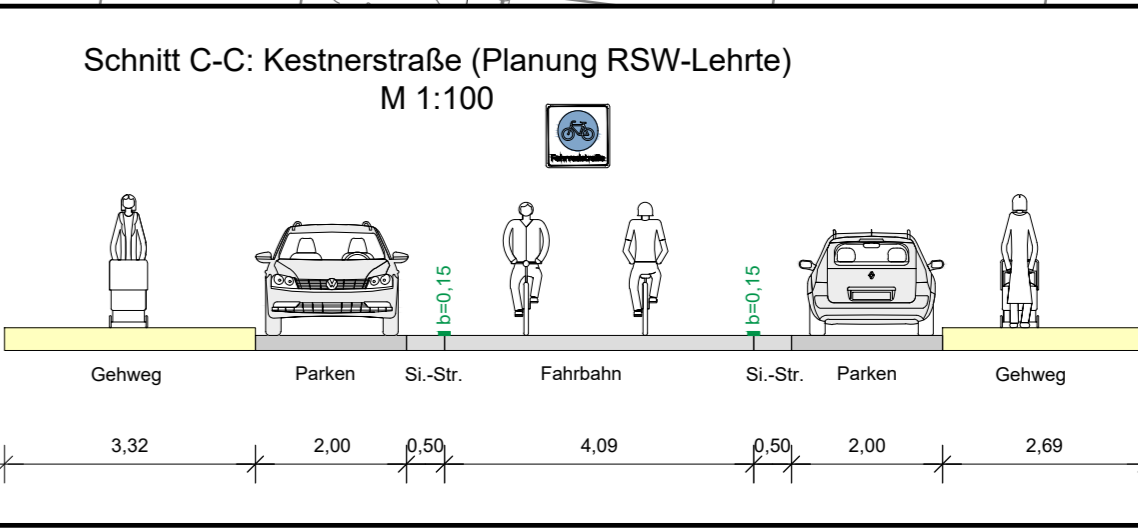 Schnitt C-C: Kestnerstraße (Planung RSW-Lehrte)
M 1:100
Fahrradstraße
b=0,15
b=0,15
Gehweg Parken Si.-Str. Fahrbahn Si.-Str. Parken Gehweg
3,32 2,00 0,50 4,09 0,50 2,00 2,69